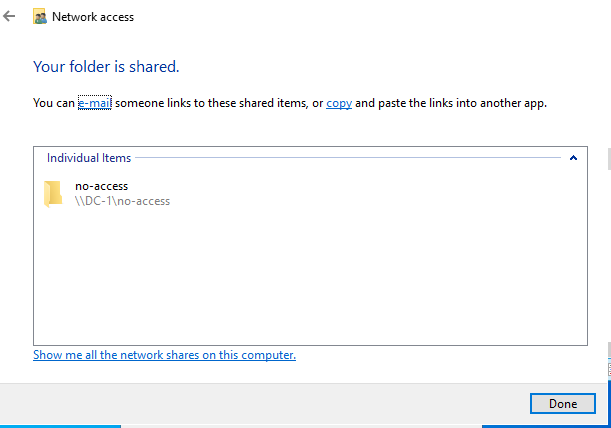 Network access
Your folder is shared.
You can e-mail someone links to these shared items, or copy and paste the links into another app.
Individual Items
no-access
\\DC-1\no-access
Show me all the network shares on this computer.
Done